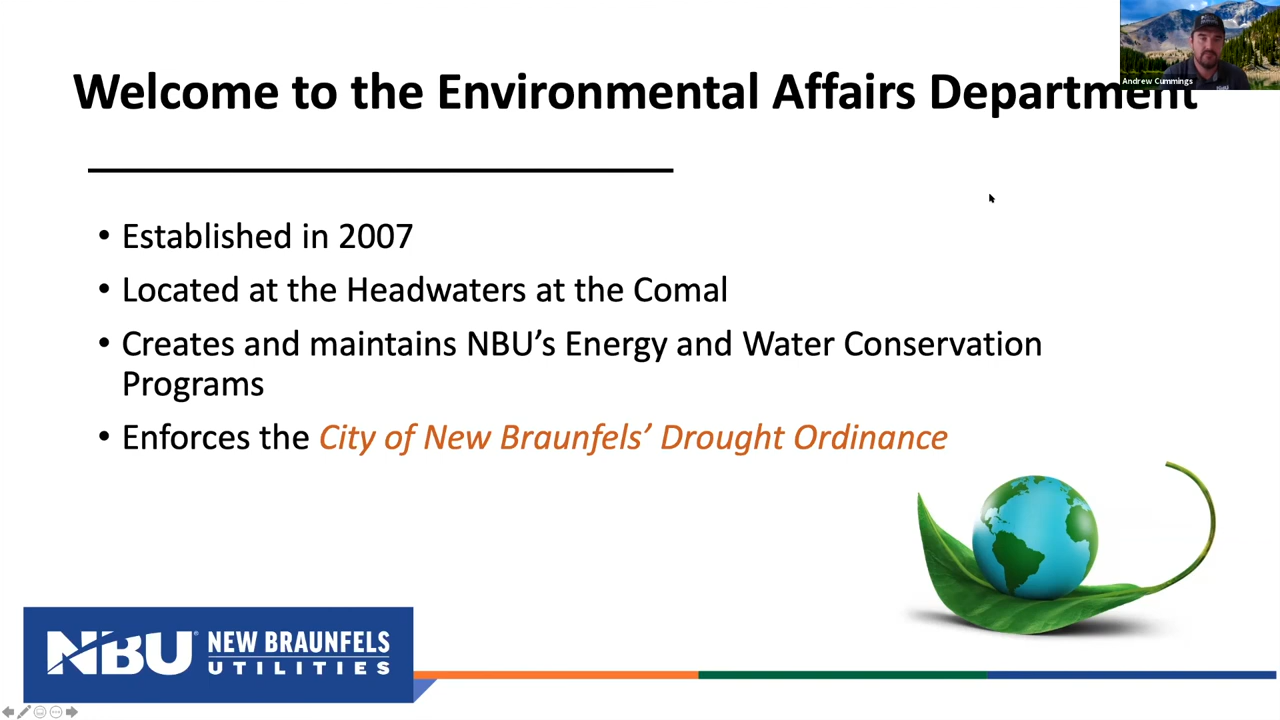 Welcome to the Environmental Affairs Department
Andrew Cummings
• Established in 2007
• Located at the Headwaters at the Comal
• Creates and maintains NBU’s Energy and Water Conservation
Programs
• Enforces the City of New Braunfels’ Drought Ordinance
NBU® NEW BRAUNFELS
UTILITIES